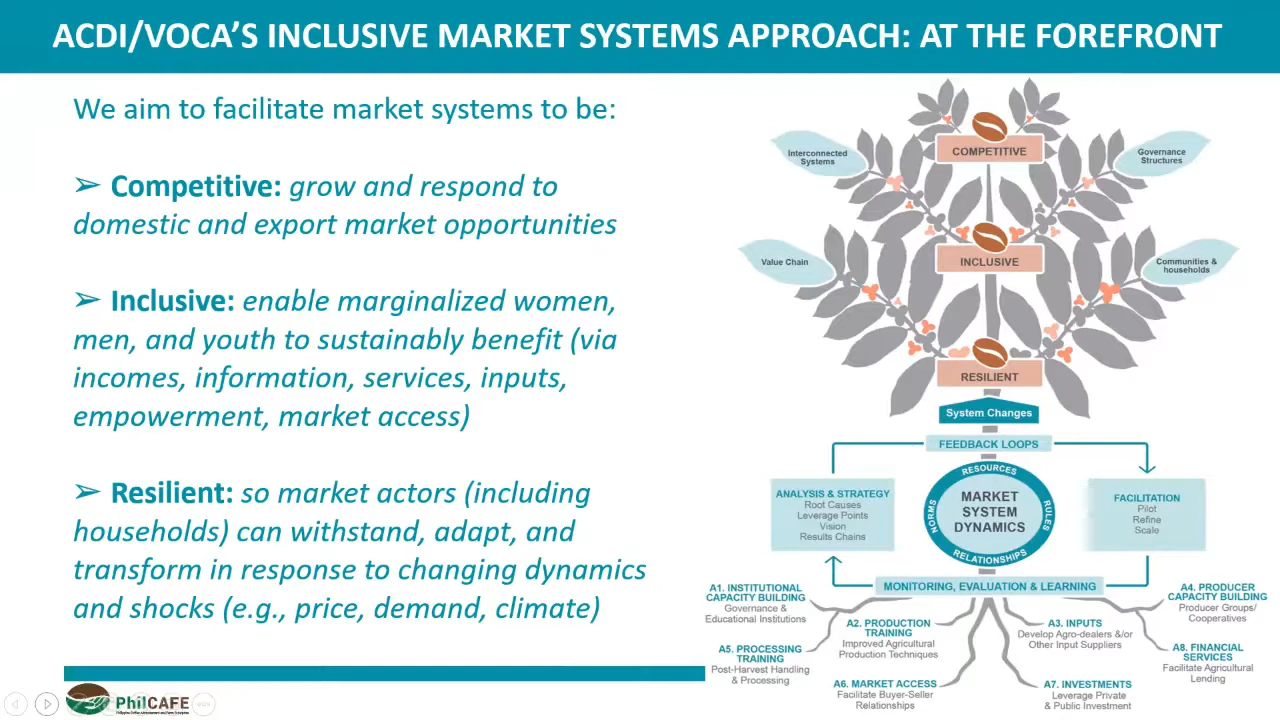 ACDI/VOCA'S INCLUSIVE MARKET SYSTEMS APPROACH: AT THE FOREFRONT
We aim to facilitate market systems to be:
➢ Competitive: grow and respond to
domestic and export market opportunities
➢ Inclusive: enable marginalized women,
men, and youth to sustainably benefit (via
incomes, information, services, inputs,
empowerment, market access)
➢ Resilient: so market actors (including
households) can withstand, adapt, and
transform in response to changing dynamics
and shocks (e.g., price, demand, climate)
COMPETITIVE
Interconnected
Systems
Governance
Structures
INCLUSIVE
Value Chain
Communities &
households
RESILIENT
System Changes
FEEDBACK LOOPS
ANALYSIS & STRATEGY
Root Causes
Leverage Points
Vision
Results Chains
RESOURCES
NORMS
MARKET
SYSTEM
DYNAMICS
RULES
RELATIONSHIPS
FACILITATION
Pilot
Refine
Scale
MONITORING, EVALUATION & LEARNING
A1. INSTITUTIONAL
CAPACITY BUILDING
Governance &
Educational Institutions
A2. PRODUCTION
TRAINING
Improved Agricultural
Production Techniques
A3. INPUTS
Develop Agro-dealers &/or
Other Input Suppliers
A4. PRODUCER
CAPACITY BUILDING
Producer Groups/
Cooperatives
A5. PROCESSING
TRAINING
Post-Harvest Handling
& Processing
A6. MARKET ACCESS
Facilitate Buyer-Seller
Relationships
A7. INVESTMENTS
Leverage Private
& Public Investment
A8. FINANCIAL
SERVICES
Facilitate Agricultural
Lending
PhilCAFE